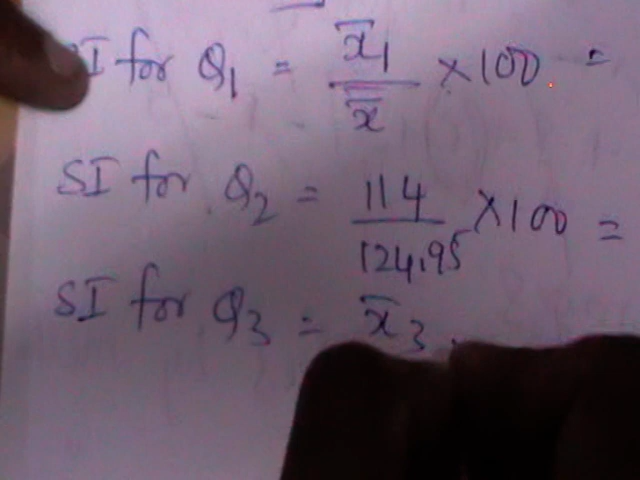 SI for Q1 = x̄1 / x̿ × 100 =
SI for Q2 = 114 / 124.95 × 100 =
SI for Q3 = x̄3